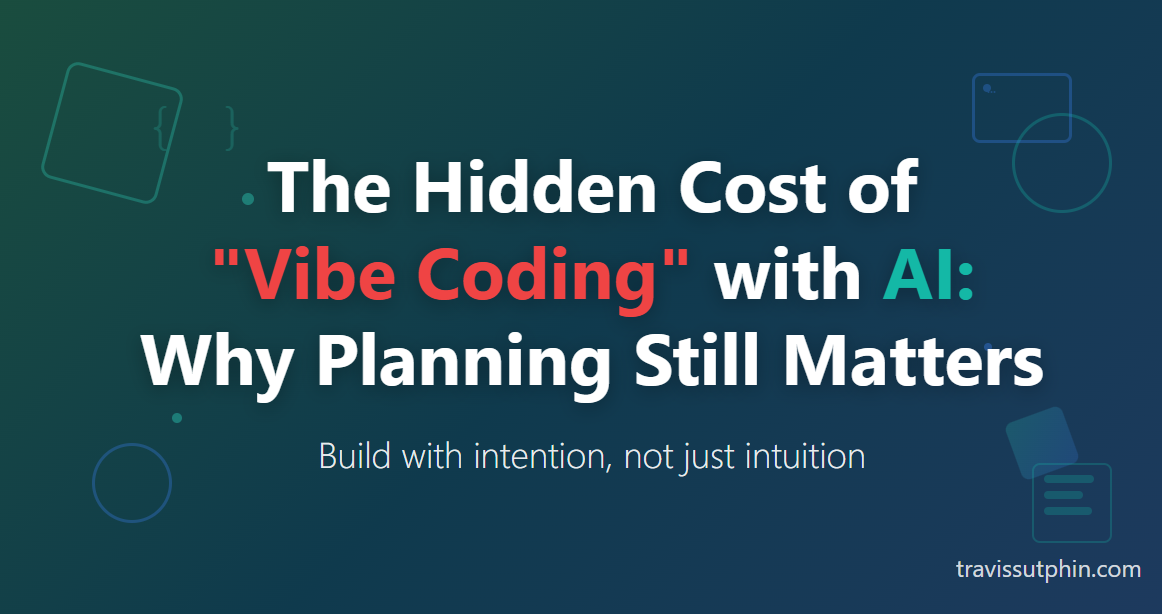 { }
The Hidden Cost of
"Vibe Coding" with AI:
Why Planning Still Matters
Build with intention, not just intuition
travissutphin.com